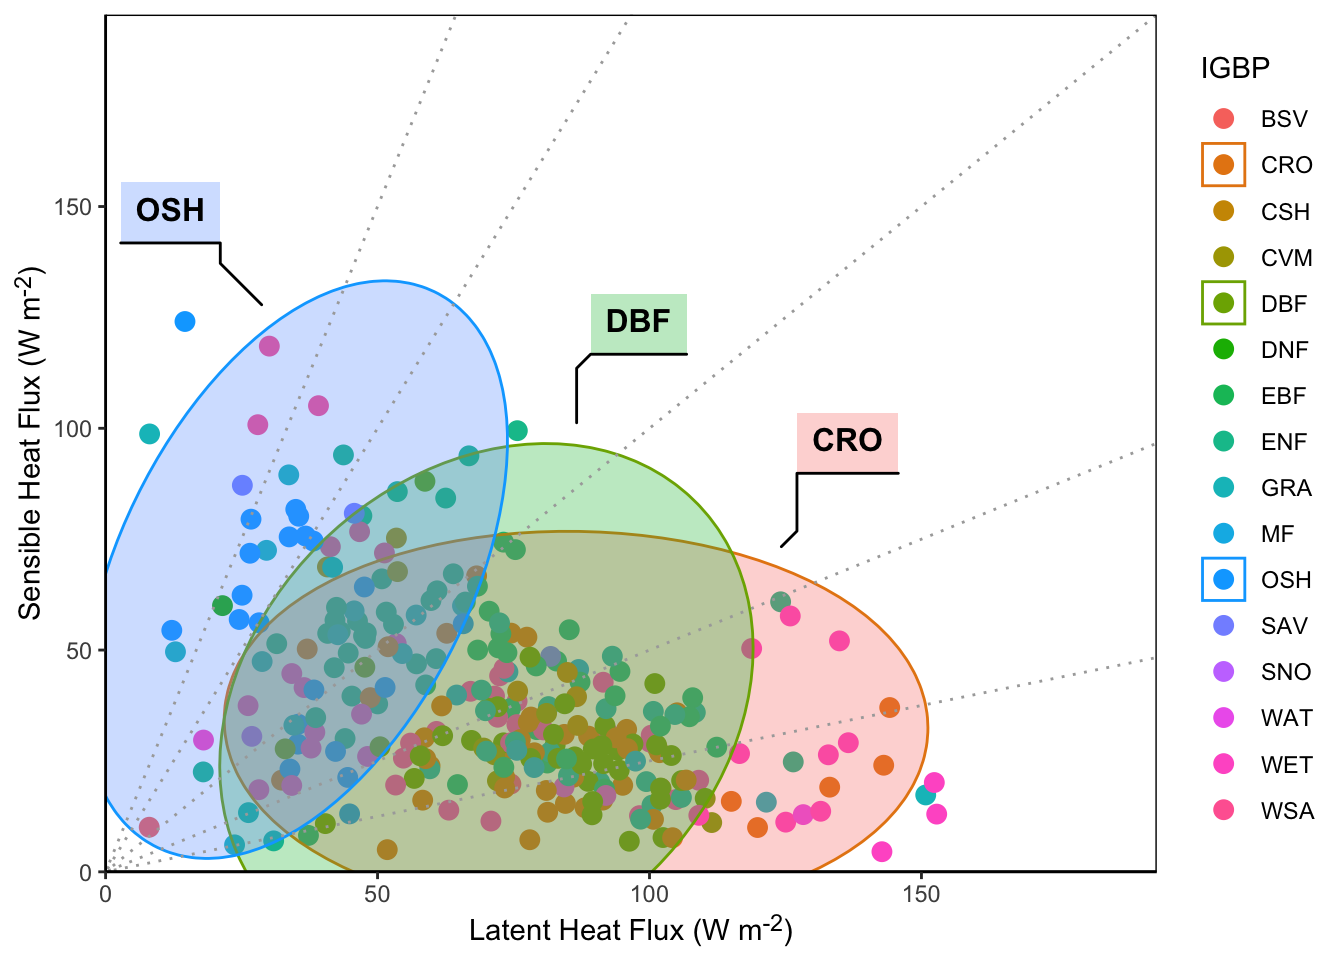 OSH
DBF
CRO
150
100
50
0
0
50
100
150
Sensible Heat Flux (W m-2)
Latent Heat Flux (W m-2)
IGBP
BSV
CRO
CSH
CVM
DBF
DNF
EBF
ENF
GRA
MF
OSH
SAV
SNO
WAT
WET
WSA